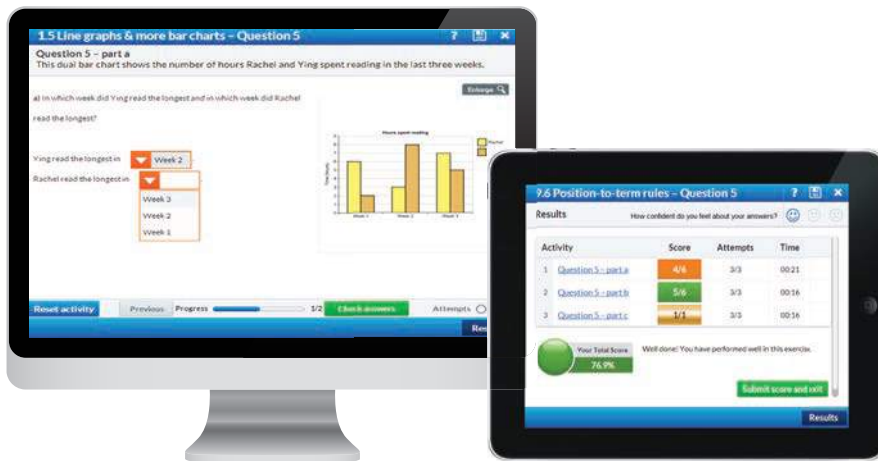 1.5 Line graphs & more bar charts – Question 5
Question 5 – part a
This dual bar chart shows the number of hours Rachel and Ying spent reading in the last three weeks.
Enlarge
a) In which week did Ying read the longest and in which week did Rachel
read the longest?
Hours spent reading
Rachel
Ying read the longest in Week 2
Rachel read the longest in
Week 3
Week 2
Week 1
Week 1 Week 2 Week 3
Reset activity Previous Progress 1/2 Check answers Attempts
9.6 Position-to-term rules – Question 5 ? ×
Results How confident do you feel about your answers?
Activity Score Attempts Time
1 Question 5 - part a 4/6 3/3 00:21
2 Question 5 - part b 5/6 3/3 00:16
3 Question 5 - part c 1/1 3/3 00:16
Your Total Score Well done! You have performed well in this exercise.
76.9%
Submit score and exit
Results